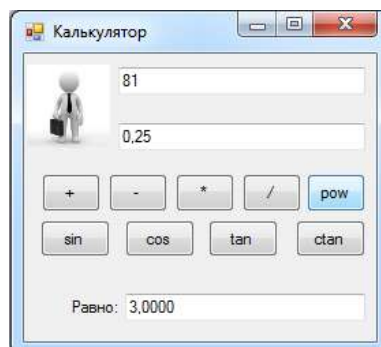 Калькулятор
81
0,25
+ - * / pow
sin cos tan ctan
Равно: 3,0000